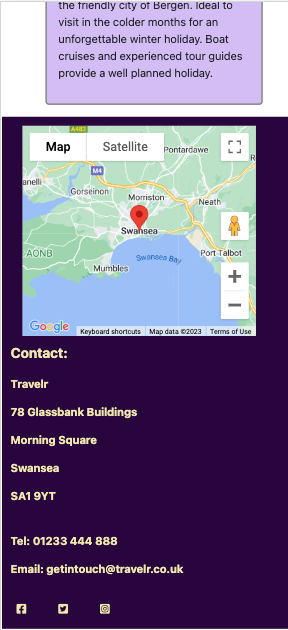 the friendly city of Bergen. Ideal to
visit in the colder months for an
unforgettable winter holiday. Boat
cruises and experienced tour guides
provide a well planned holiday.
A483
Map
Satellite
M4
Pontardawe
anelli
Gorseinon
Morriston
Neath
Swansea
AONB
Swansea Bay
Port Talbot
Mumbles
Google
Keyboard shortcuts
Map data ©2023
Terms of Use
Contact:
Travelr
78 Glassbank Buildings
Morning Square
Swansea
SA1 9YT
Tel: 01233 444 888
Email: getintouch@travelr.co.uk